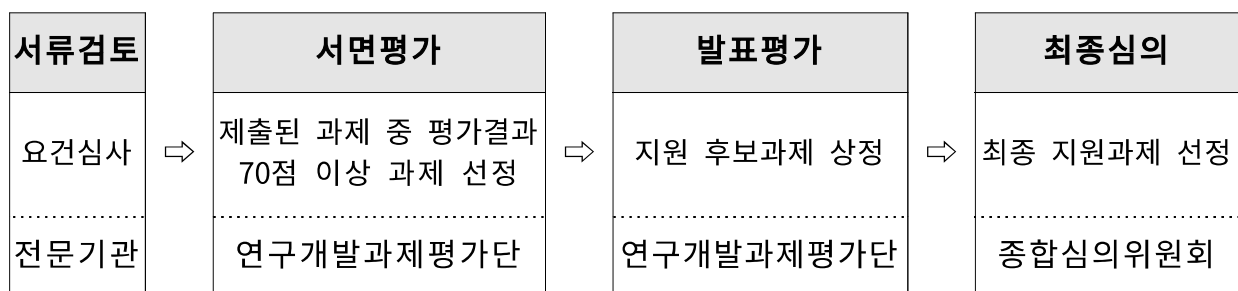 서류검토
서면평가
발표평가
최종심의
요건심사
⇨
제출된 과제 중 평가결과
70점 이상 과제 선정
⇨
지원 후보과제 상정
⇨
최종 지원과제 선정
전문기관
연구개발과제평가단
연구개발과제평가단
종합심의위원회